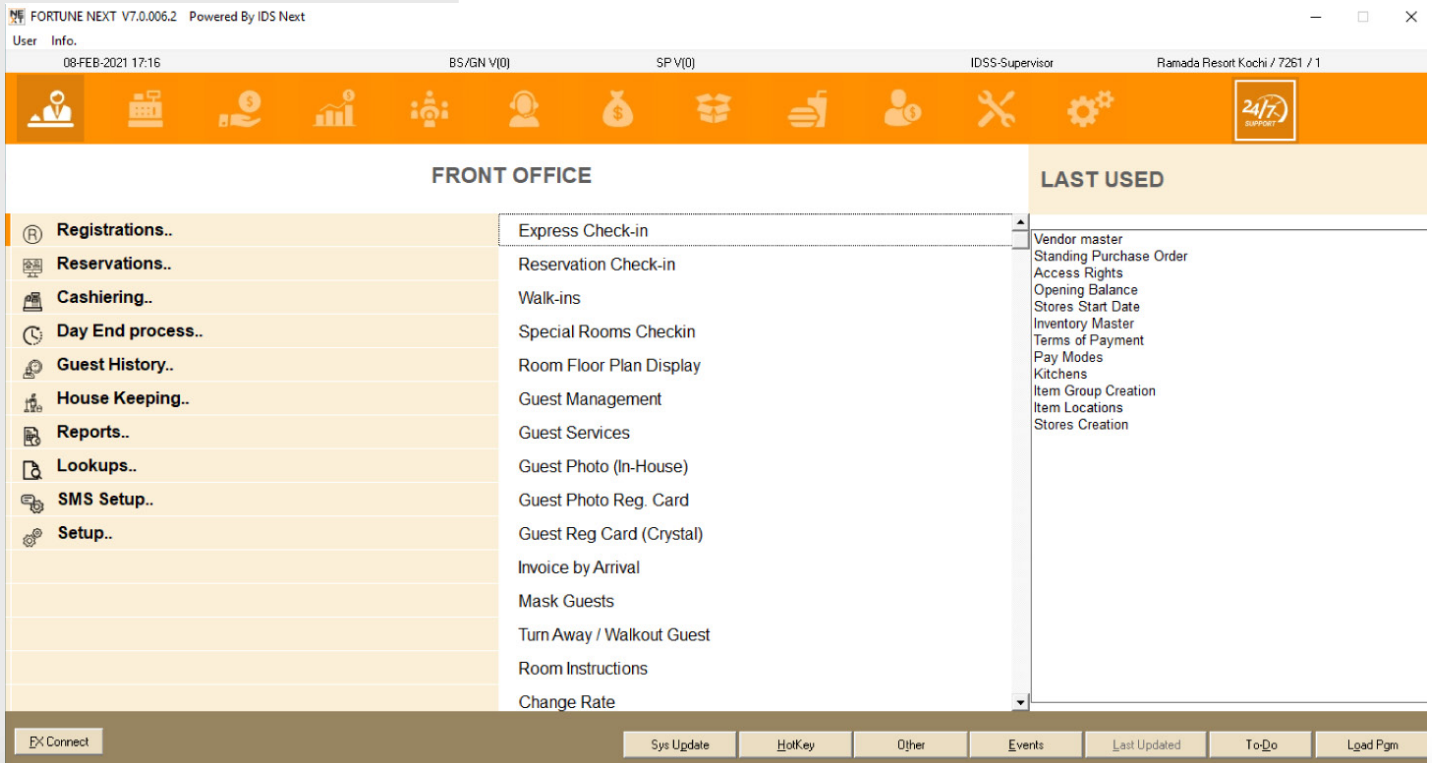 NEXT FORTUNE NEXT V7.0.006.2 Powered By IDS Next
User Info.
08-FEB-2021 17:16 BS/GN V(0) SP V(0) IDSS-Supervisor Ramada Resort Kochi / 7261 / 1
24/7 SUPPORT
FRONT OFFICE
LAST USED
Registrations..
Reservations..
Cashiering..
Day End process..
Guest History..
House Keeping..
Reports..
Lookups..
SMS Setup..
Setup..
Express Check-in
Reservation Check-in
Walk-ins
Special Rooms Checkin
Room Floor Plan Display
Guest Management
Guest Services
Guest Photo (In-House)
Guest Photo Reg. Card
Guest Reg Card (Crystal)
Invoice by Arrival
Mask Guests
Turn Away / Walkout Guest
Room Instructions
Change Rate
Vendor master
Standing Purchase Order
Access Rights
Opening Balance
Stores Start Date
Inventory Master
Terms of Payment
Pay Modes
Kitchens
Item Group Creation
Item Locations
Stores Creation
FX Connect Sys Update HotKey Other Events Last Updated To-Do Load Pgm